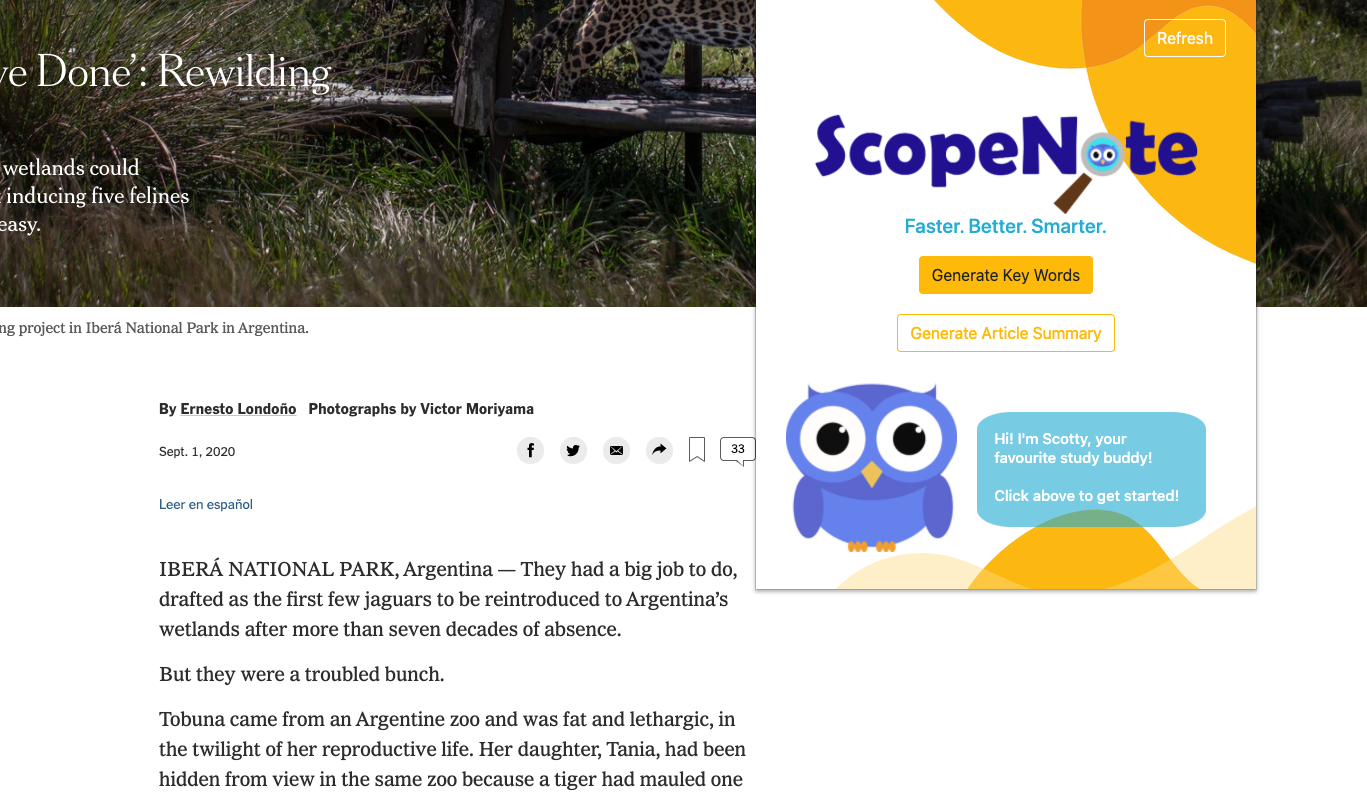 ve Done’: Rewilding
wetlands could
inducing five felines
easy.
ng project in Iberá National Park in Argentina.
By Ernesto Londoño Photographs by Victor Moriyama
Sept. 1, 2020
33
Leer en español
IBERÁ NATIONAL PARK, Argentina — They had a big job to do,
drafted as the first few jaguars to be reintroduced to Argentina’s
wetlands after more than seven decades of absence.
But they were a troubled bunch.
Tobuna came from an Argentine zoo and was fat and lethargic, in
the twilight of her reproductive life. Her daughter, Tania, had been
hidden from view in the same zoo because a tiger had mauled one
Refresh
ScopeNote
Faster. Better. Smarter.
Generate Key Words
Generate Article Summary
Hi! I'm Scotty, your
favourite study buddy!
Click above to get started!